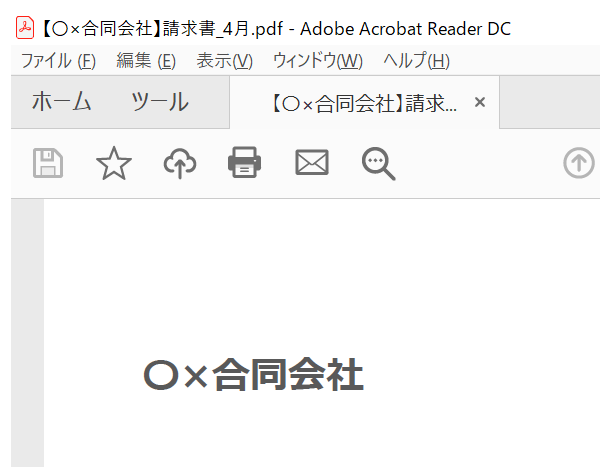 【〇×合同会社】請求書_4月.pdf - Adobe Acrobat Reader DC
ファイル (F) 編集 (E) 表示(V) ウィンドウ(W) ヘルプ(H)
ホーム ツール 【〇×合同会社】請求... ×
〇×合同会社